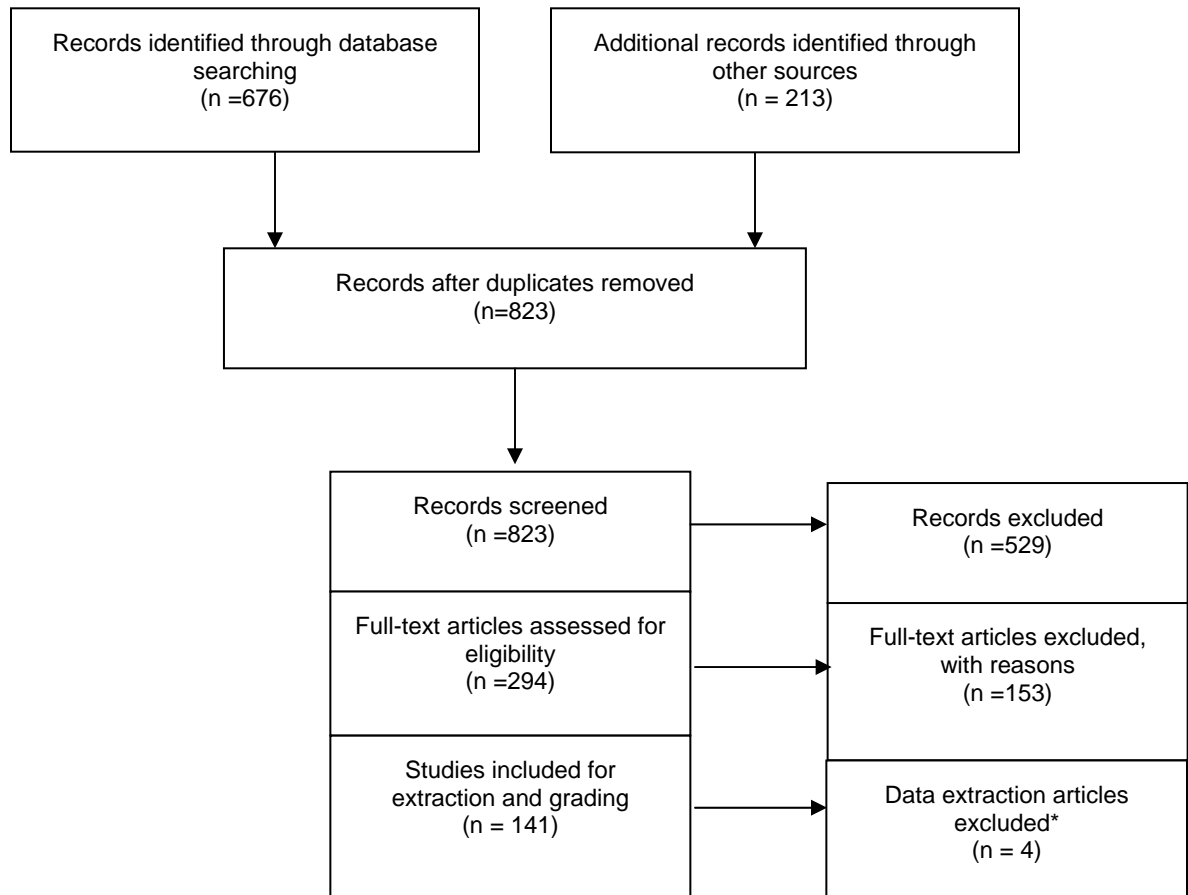 Records identified through database
searching
(n =676)
Additional records identified through
other sources
(n = 213)
Records after duplicates removed
(n=823)
Records screened
(n =823)
Records excluded
(n =529)
Full-text articles assessed for
eligibility
(n =294)
Full-text articles excluded,
with reasons
(n =153)
Studies included for
extraction and grading
(n = 141)
Data extraction articles
excluded*
(n = 4)